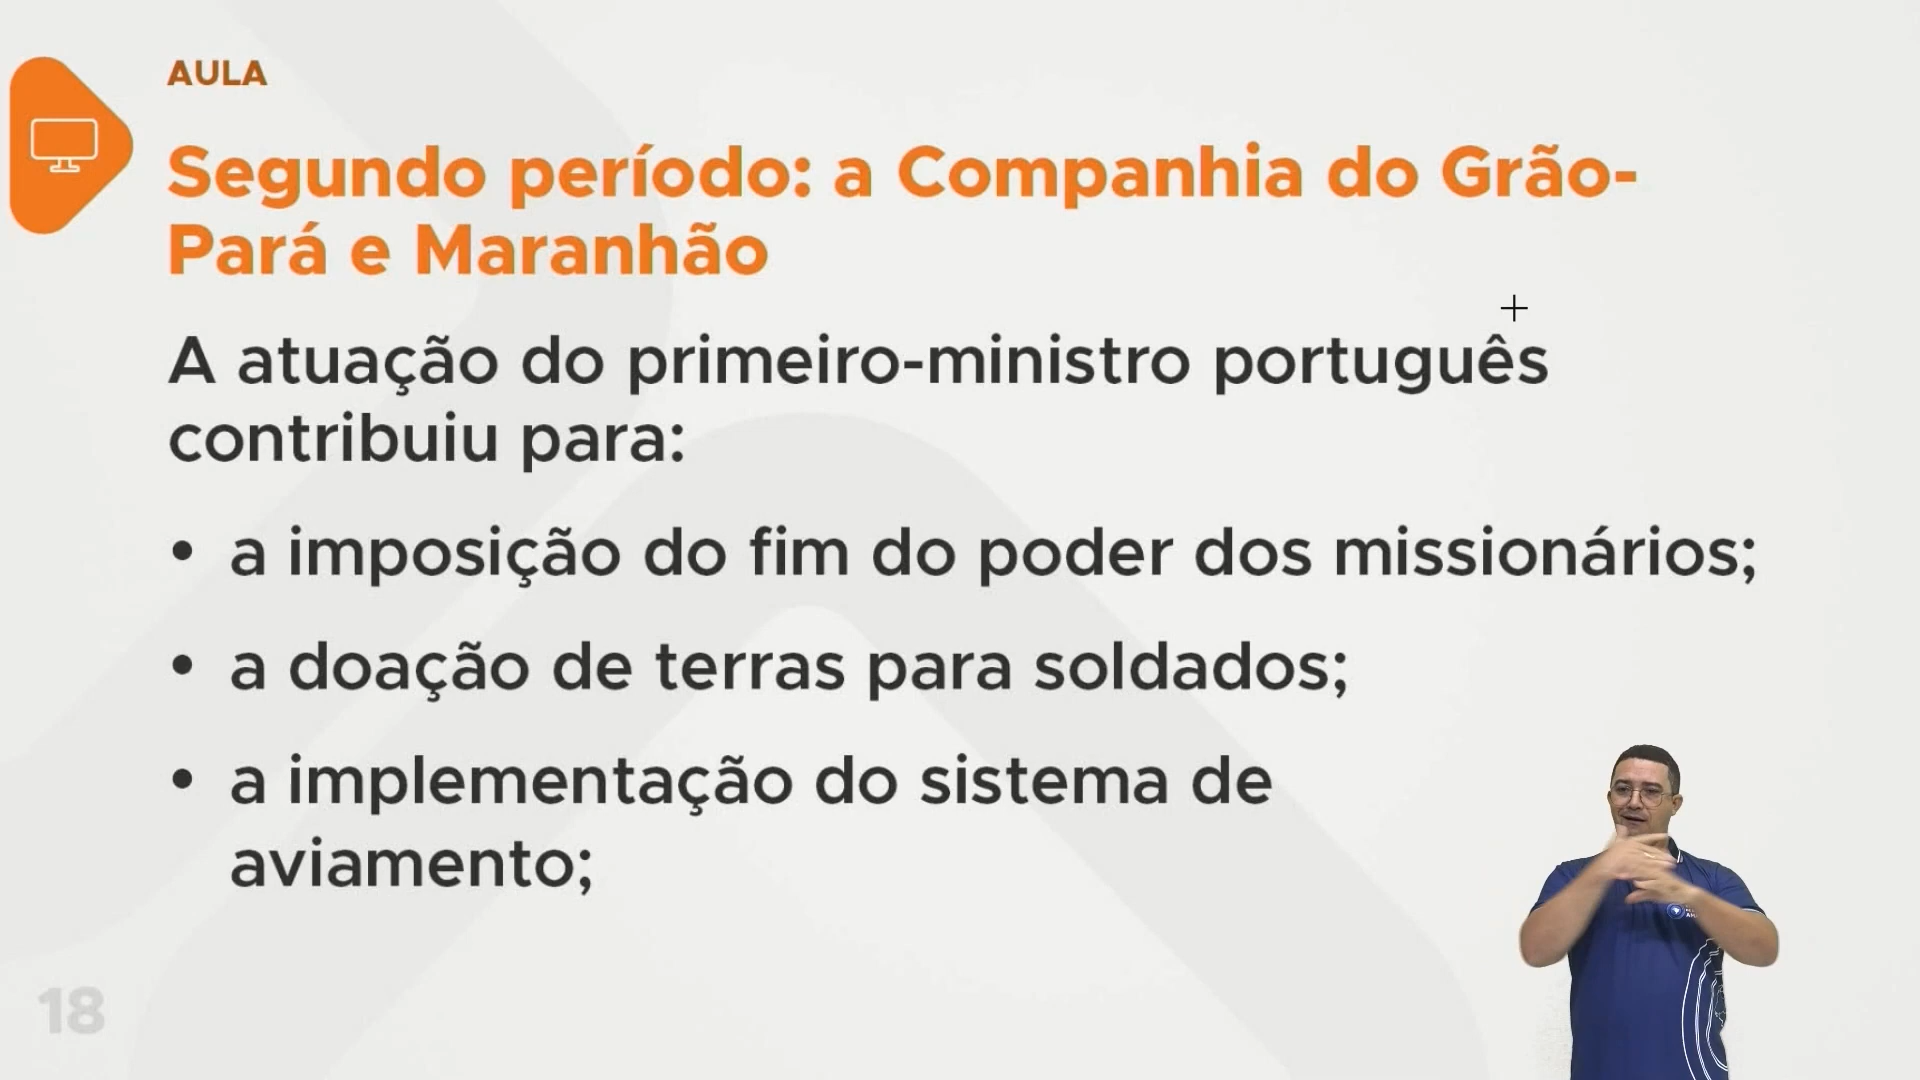 AULA
Segundo período: a Companhia do Grão-
Pará e Maranhão
A atuação do primeiro-ministro português
contribuiu para:
• a imposição do fim do poder dos missionários;
• a doação de terras para soldados;
• a implementação do sistema de
aviamento;
18